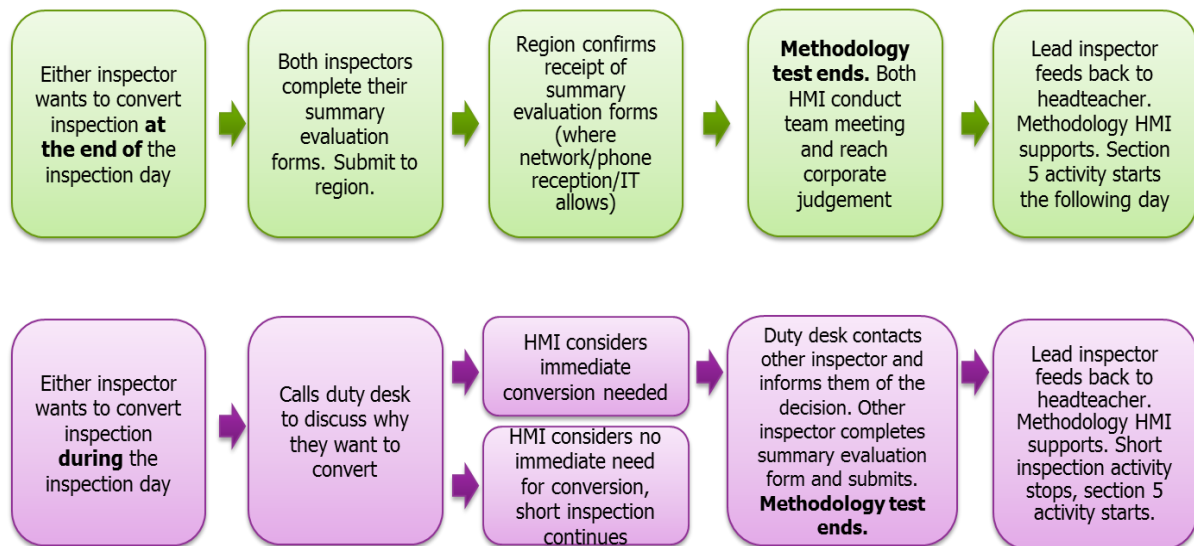 Either inspector
wants to convert
inspection at
the end of the
inspection day
Both inspectors
complete their
summary
evaluation
forms. Submit to
region.
Region confirms
receipt of
summary
evaluation forms
(where
network/phone
reception/IT
allows)
Methodology
test ends. Both
HMI conduct
team meeting
and reach
corporate
judgement
Lead inspector
feeds back to
headteacher.
Methodology HMI
supports. Section
5 activity starts
the following day
Either inspector
wants to convert
inspection
during the
inspection day
Calls duty desk
to discuss why
they want to
convert
HMI considers
immediate
conversion needed
HMI considers no
immediate need
for conversion,
short inspection
continues
Duty desk contacts
other inspector and
informs them of the
decision. Other
inspector completes
summary evaluation
form and submits.
Methodology test
ends.
Lead inspector
feeds back to
headteacher.
Methodology HMI
supports. Short
inspection activity
stops, section 5
activity starts.